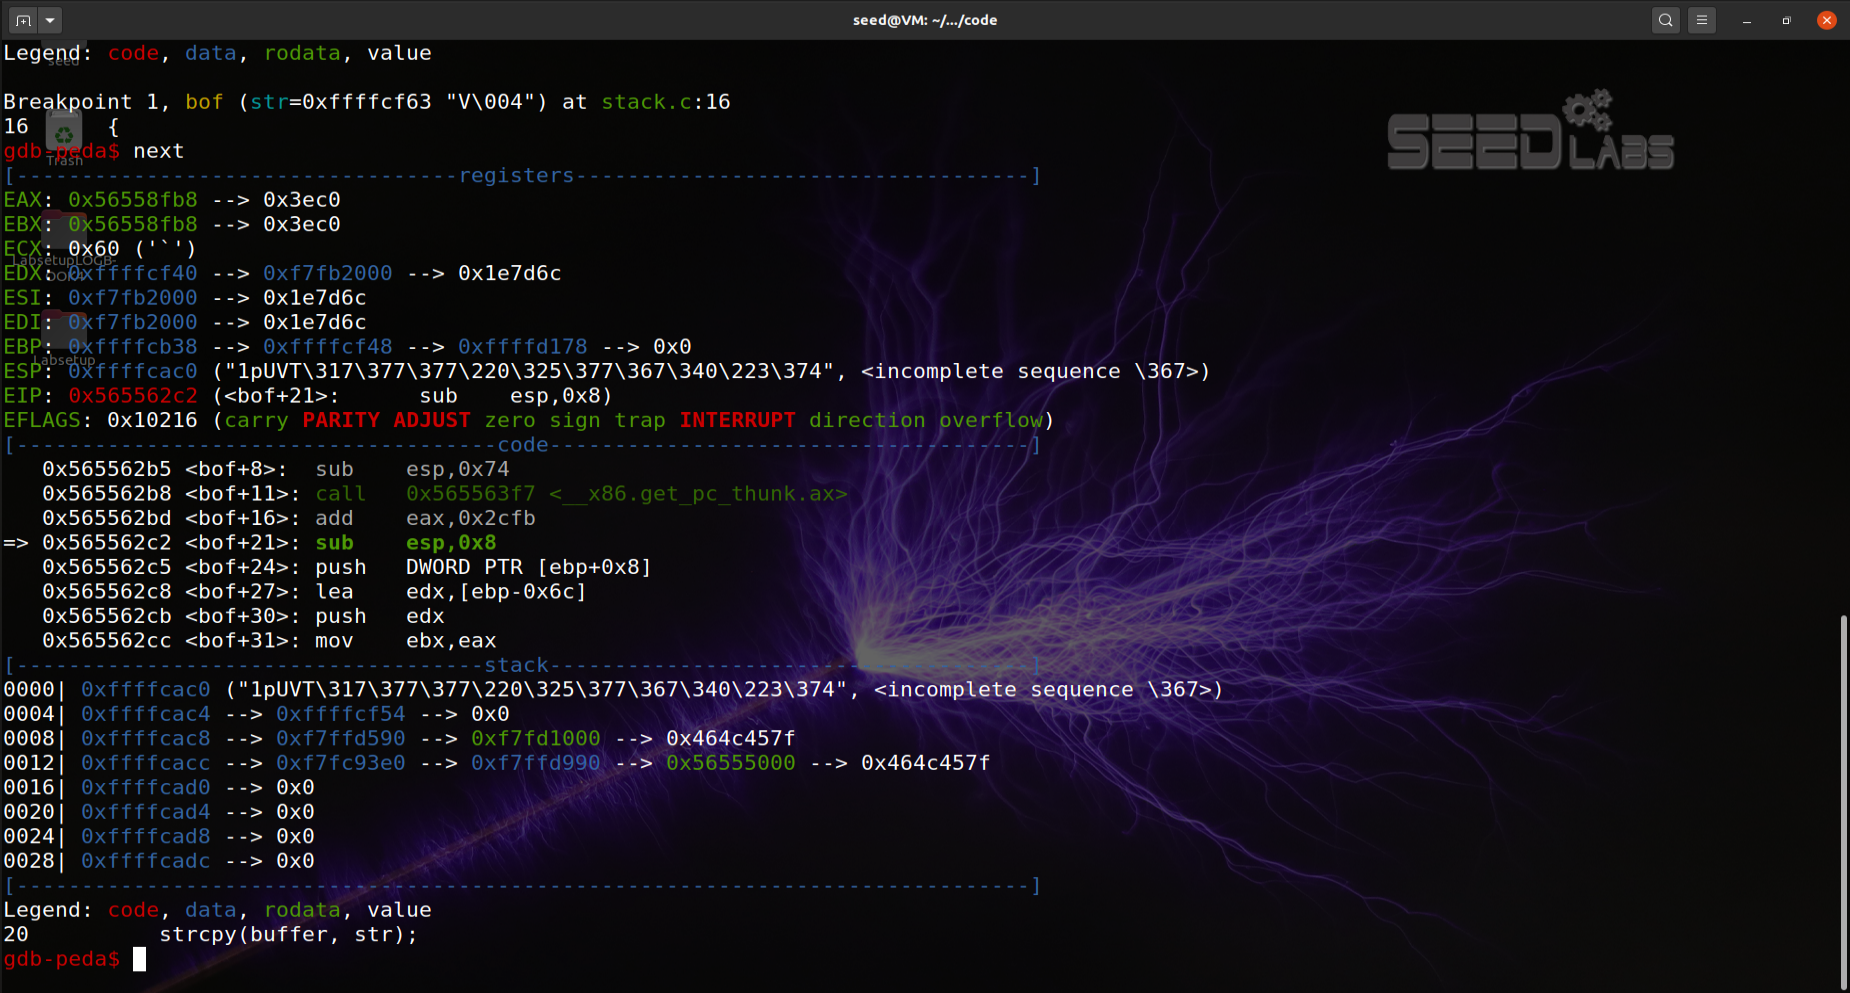 seed@VM: ~/.../code
Legend: code, data, rodata, value
seed
SEED LABS
Breakpoint 1, bof (str=0xffffcf63 "V\004") at stack.c:16
16      {
gdb-peda$ next
Trash
[----------------------------------registers-----------------------------------]
EAX: 0x56558fb8 --> 0x3ec0
EBX: 0x56558fb8 --> 0x3ec0
ECX: 0x60 ('`')
EDX: 0xffffcf40 --> 0xf7fb2000 --> 0x1e7d6c
ESI: 0xf7fb2000 --> 0x1e7d6c
EDI: 0xf7fb2000 --> 0x1e7d6c
EBP: 0xffffcb38 --> 0xffffcf48 --> 0xffffd178 --> 0x0
Labsetup
ESP: 0xffffcac0 ("1pUVT\317\377\377\220\325\377\367\340\223\374", <incomplete sequence \367>)
EIP: 0x565562c2 (<bof+21>:      sub    esp,0x8)
EFLAGS: 0x10216 (carry PARITY ADJUST zero sign trap INTERRUPT direction overflow)
[-------------------------------------code-------------------------------------]
   0x565562b5 <bof+8>:  sub    esp,0x74
   0x565562b8 <bof+11>: call   0x565563f7 <__x86.get_pc_thunk.ax>
   0x565562bd <bof+16>: add    eax,0x2cfb
=> 0x565562c2 <bof+21>: sub    esp,0x8
   0x565562c5 <bof+24>: push   DWORD PTR [ebp+0x8]
   0x565562c8 <bof+27>: lea    edx,[ebp-0x6c]
   0x565562cb <bof+30>: push   edx
   0x565562cc <bof+31>: mov    ebx,eax
[------------------------------------stack-------------------------------------]
0000| 0xffffcac0 ("1pUVT\317\377\377\220\325\377\367\340\223\374", <incomplete sequence \367>)
0004| 0xffffcac4 --> 0xffffcf54 --> 0x0
0008| 0xffffcac8 --> 0xf7ffd590 --> 0xf7fd1000 --> 0x464c457f
0012| 0xffffcacc --> 0xf7fc93e0 --> 0xf7ffd990 --> 0x56555000 --> 0x464c457f
0016| 0xffffcad0 --> 0x0
0020| 0xffffcad4 --> 0x0
0024| 0xffffcad8 --> 0x0
0028| 0xffffcadc --> 0x0
[------------------------------------------------------------------------------]
Legend: code, data, rodata, value
20          strcpy(buffer, str);
gdb-peda$